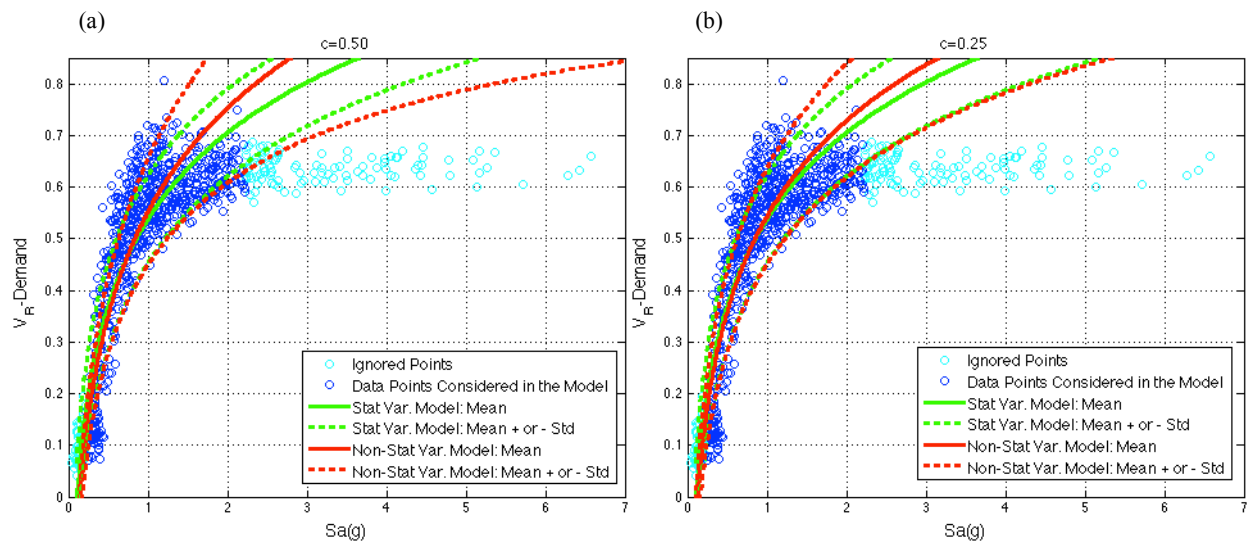 (a)
c=0.50
0.8
0.7
0.6
0.5
0.4
0.3
0.2
0.1
0
V_R-Demand
Ignored Points
Data Points Considered in the Model
Stat Var. Model: Mean
Stat Var. Model: Mean + or - Std
Non-Stat Var. Model: Mean
Non-Stat Var. Model: Mean + or - Std
0 1 2 3 4 5 6 7
Sa(g)
(b)
c=0.25
0.8
0.7
0.6
0.5
0.4
0.3
0.2
0.1
0
V_R-Demand
Ignored Points
Data Points Considered in the Model
Stat Var. Model: Mean
Stat Var. Model: Mean + or - Std
Non-Stat Var. Model: Mean
Non-Stat Var. Model: Mean + or - Std
0 1 2 3 4 5 6 7
Sa(g)